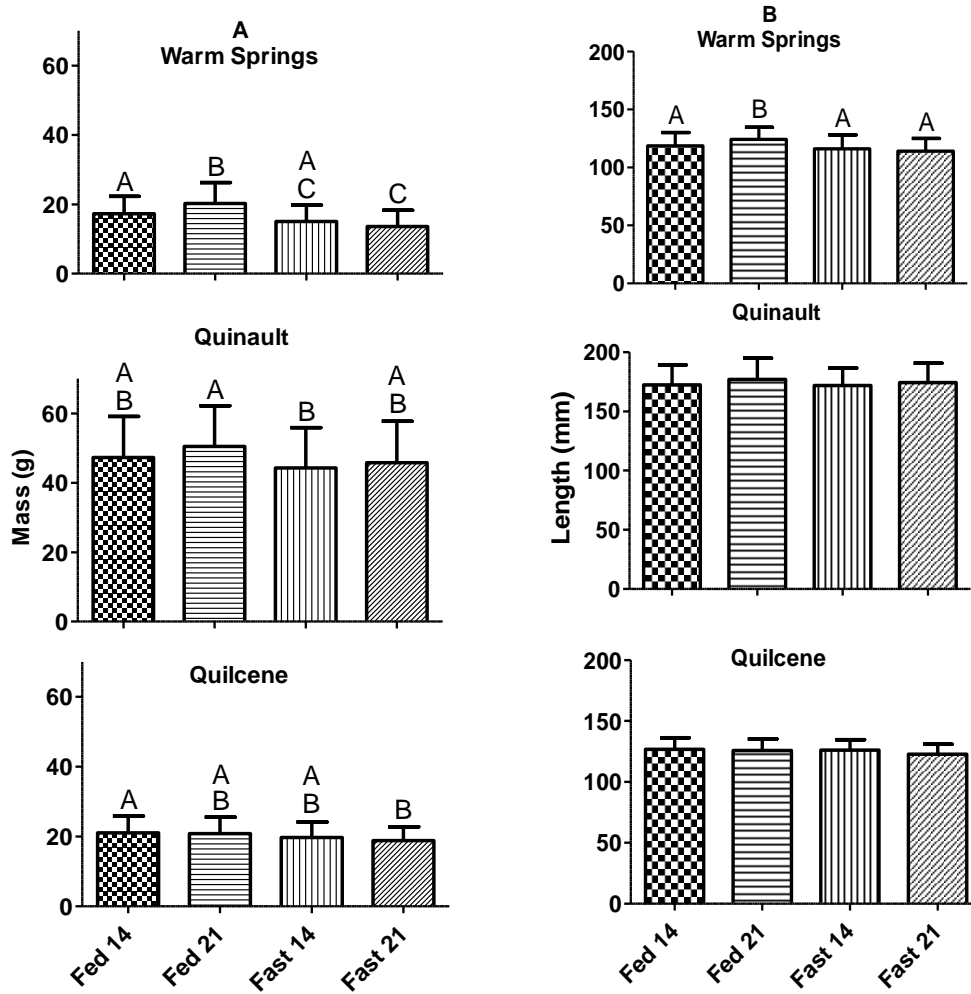 A
Warm Springs
60
40
20
0
A
B
A
C
C
Quinault
60
40
20
0
A
B
A
B
A
B
Mass (g)
Quilcene
60
40
20
0
A
A
B
A
B
B
Fed 14
Fed 21
Fast 14
Fast 21
B
Warm Springs
200
150
100
50
0
A
B
A
A
Quinault
200
150
100
50
0
Length (mm)
Quilcene
200
150
100
50
0
Fed 14
Fed 21
Fast 14
Fast 21